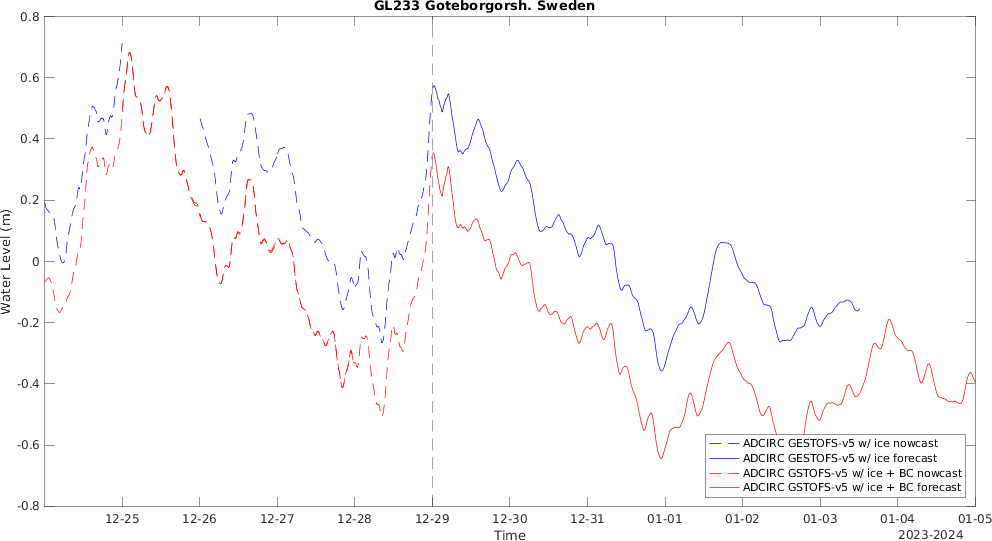 GL233 Goteborgorsh. Sweden
0.8
0.6
0.4
0.2
0
-0.2
-0.4
-0.6
-0.8
Water Level (m)
ADCIRC GESTOFS-v5 w/ ice nowcast
ADCIRC GESTOFS-v5 w/ ice forecast
ADCIRC GSTOFS-v5 w/ ice + BC nowcast
ADCIRC GSTOFS-v5 w/ ice + BC forecast
12-25 12-26 12-27 12-28 12-29 12-30 12-31 01-01 01-02 01-03 01-04 01-05
Time
2023-2024